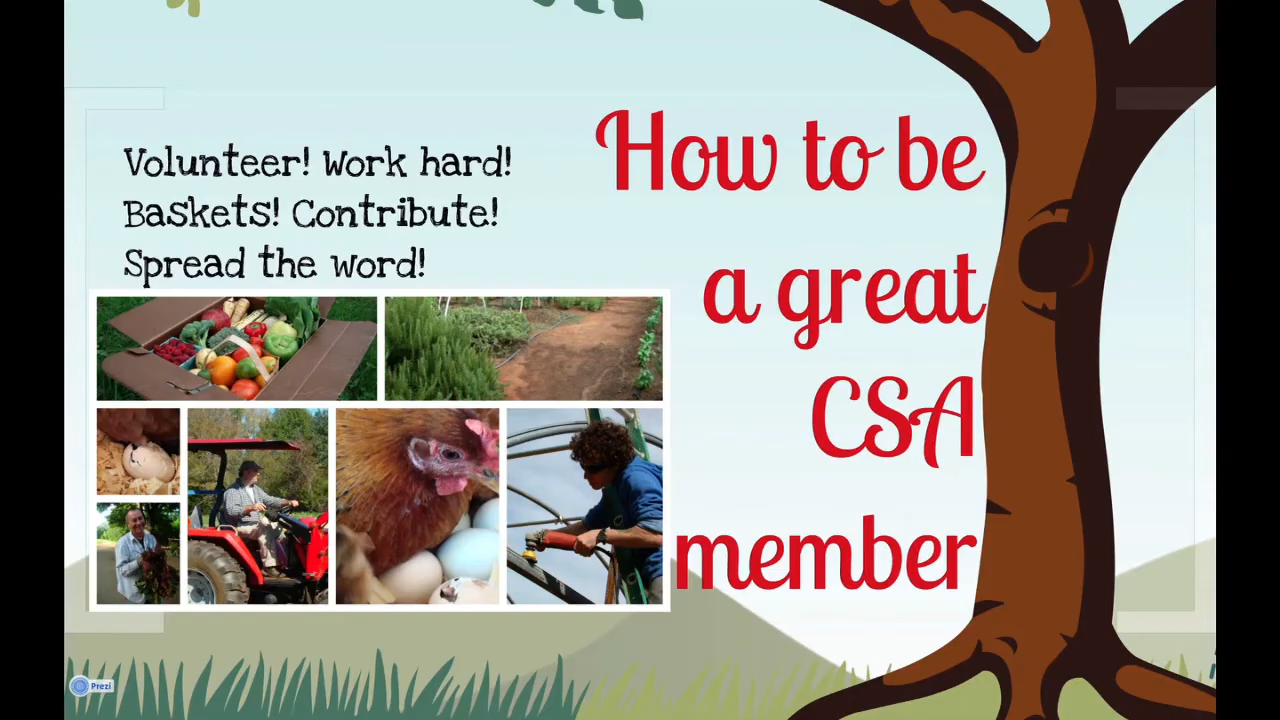 Volunteer! Work hard!
Baskets! Contribute!
Spread the word!
How to be
a great
CSA
member
Prezi